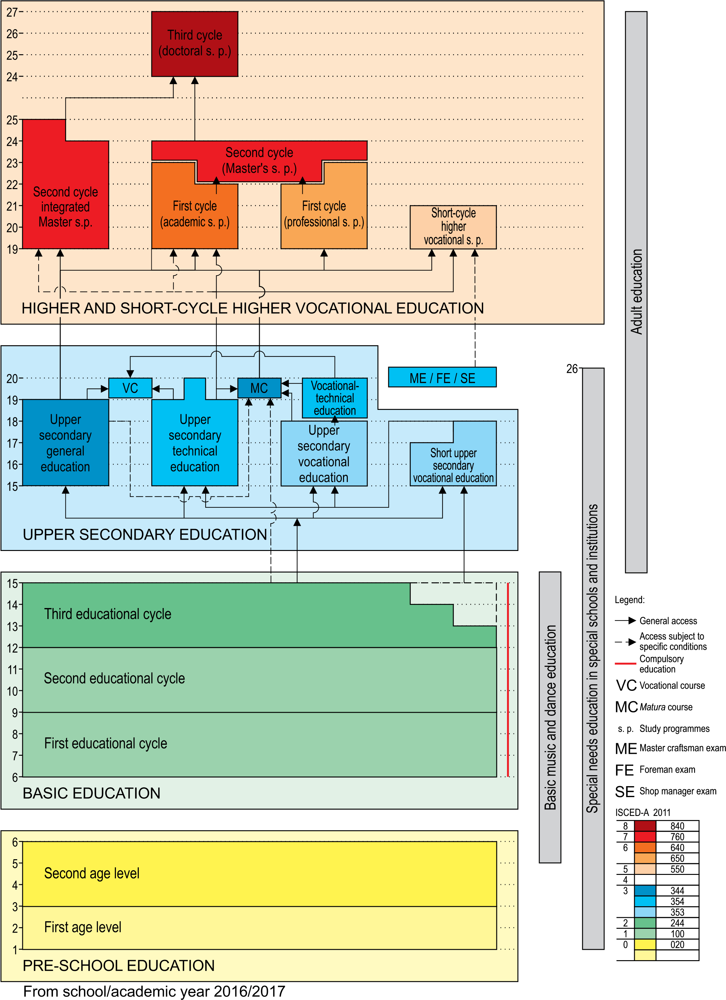 27
26
25
24
Third cycle
(doctoral s. p.)
25
24
23
22
21
20
19
Second cycle
integrated
Master s.p.
Second cycle
(Master's s. p.)
First cycle
(academic s. p.)
First cycle
(professional s. p.)
Short-cycle
higher
vocational s. p.
HIGHER AND SHORT-CYCLE HIGHER VOCATIONAL EDUCATION
Adult education
20
19
18
17
16
15
VC
MC
Vocational-
technical
education
ME / FE / SE
Upper
secondary
general
education
Upper
secondary
technical
education
Upper
secondary
vocational
education
Short upper
secondary
vocational education
UPPER SECONDARY EDUCATION
26
Special needs education in special schools and institutions
15
14
13
12
11
10
9
8
7
6
Third educational cycle
Second educational cycle
First educational cycle
BASIC EDUCATION
Basic music and dance education
6
5
4
3
2
1
Second age level
First age level
PRE-SCHOOL EDUCATION
From school/academic year 2016/2017
Legend:
General access
Access subject to
specific conditions
Compulsory
education
VC Vocational course
MC Matura course
s. p. Study programmes
ME Master craftsman exam
FE Foreman exam
SE Shop manager exam
ISCED-A 2011
8 840
7 760
6 640
650
5 550
4
3 344
354
353
2 244
1 100
0 020